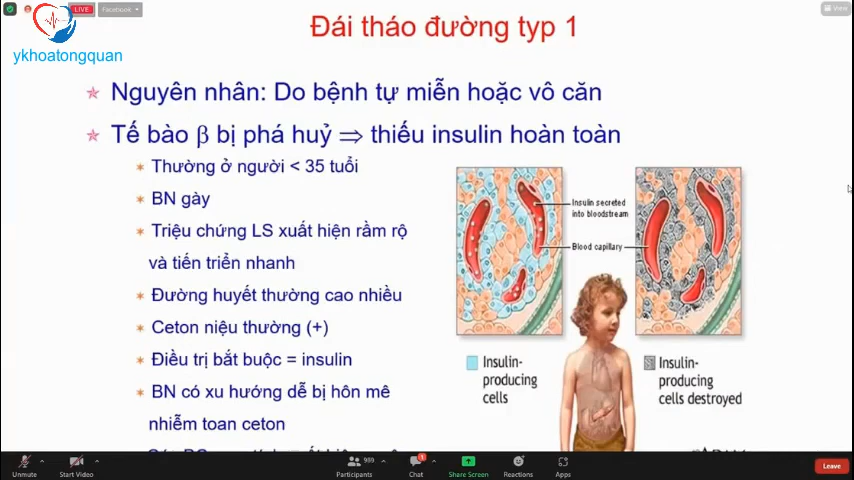 LIVE
Facebook
View
ykhoatongquan
Đái tháo đường typ 1
Nguyên nhân: Do bệnh tự miễn hoặc vô căn
Tế bào β bị phá huỷ ⇒ thiếu insulin hoàn toàn
Thường ở người < 35 tuổi
BN gày
Triệu chứng LS xuất hiện rầm rộ
và tiến triển nhanh
Đường huyết thường cao nhiều
Ceton niệu thường (+)
Điều trị bắt buộc = insulin
BN có xu hướng dễ bị hôn mê
nhiễm toan ceton
Insulin secreted
into bloodstream
Blood capillary
Insulin-
producing
cells
Insulin-
producing
cells destroyed
Unmute
Start Video
989
Participants
1
Chat
Share Screen
Reactions
Apps
Leave